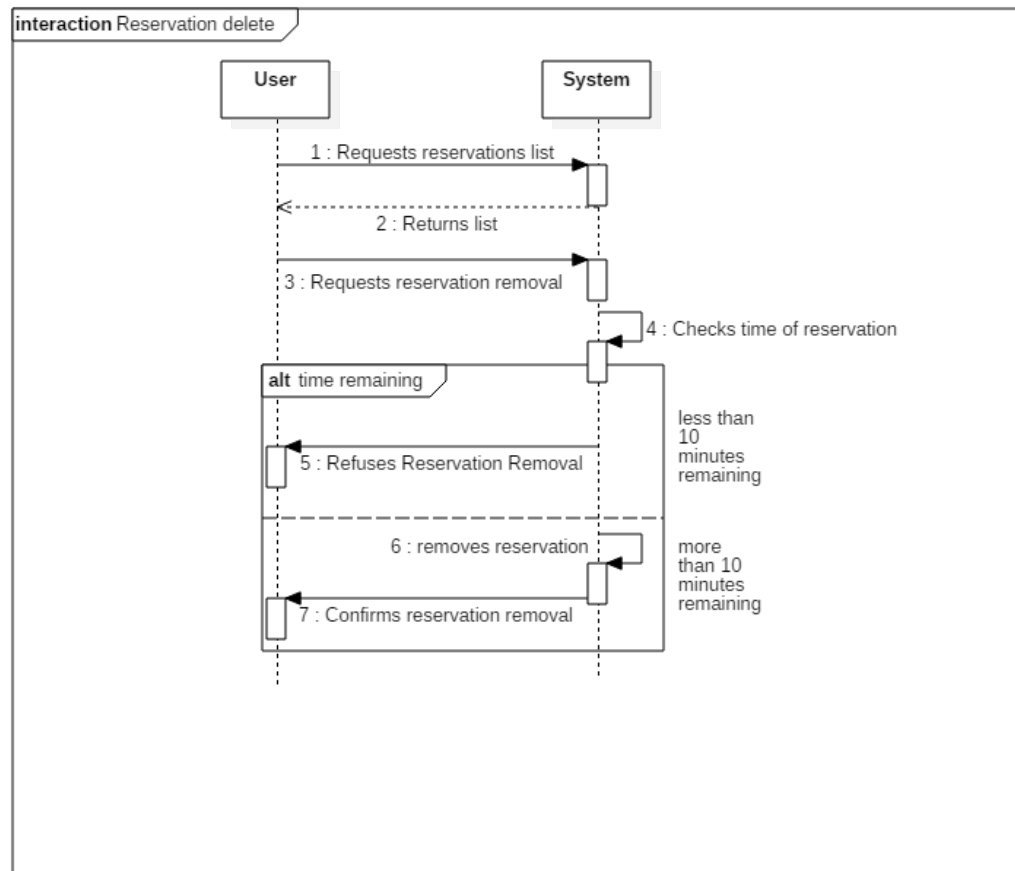 interaction Reservation delete
User
System
1 : Requests reservations list
2 : Returns list
3 : Requests reservation removal
4 : Checks time of reservation
alt time remaining
less than
10
minutes
remaining
5 : Refuses Reservation Removal
6 : removes reservation
more
than 10
minutes
remaining
7 : Confirms reservation removal